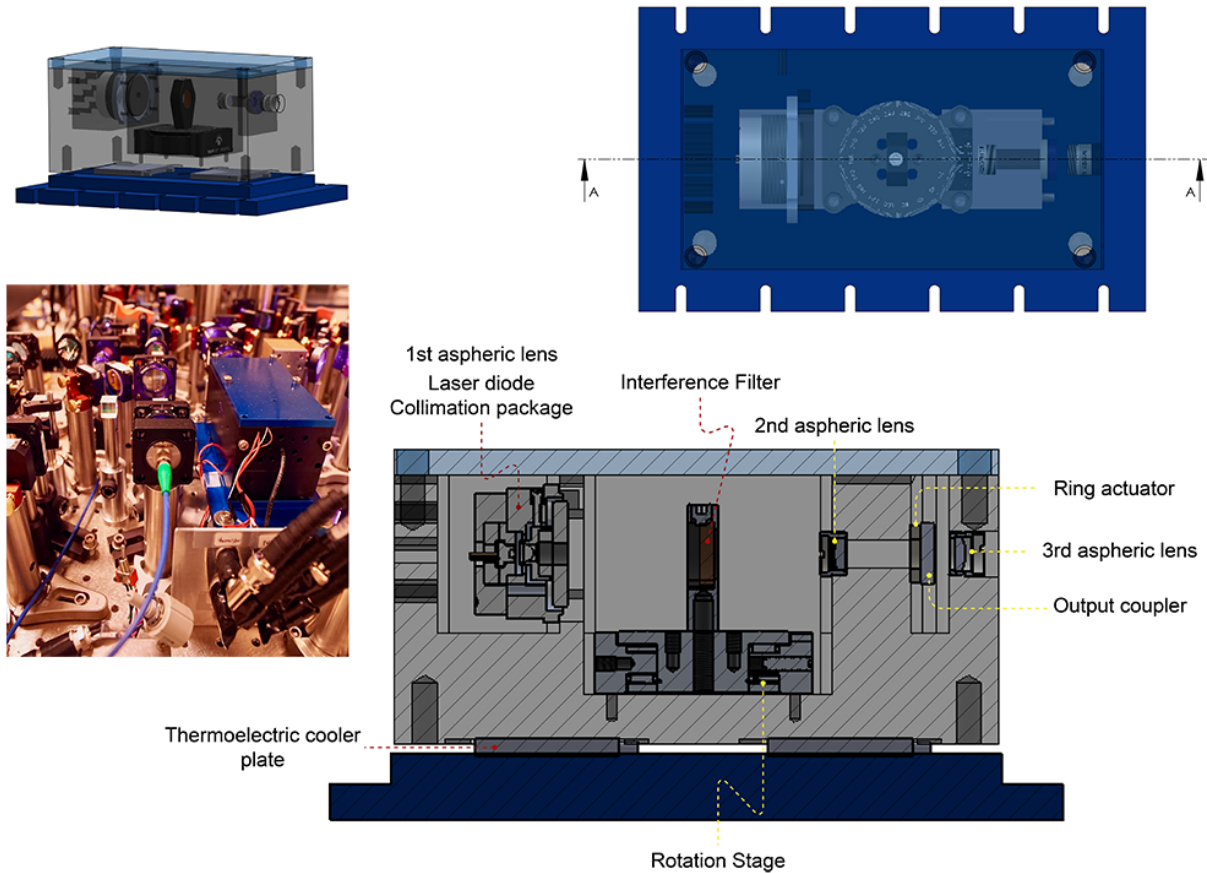 A
A
1st aspheric lens
Laser diode
Collimation package
Interference Filter
2nd aspheric lens
Ring actuator
3rd aspheric lens
Output coupler
Thermoelectric cooler
plate
Rotation Stage